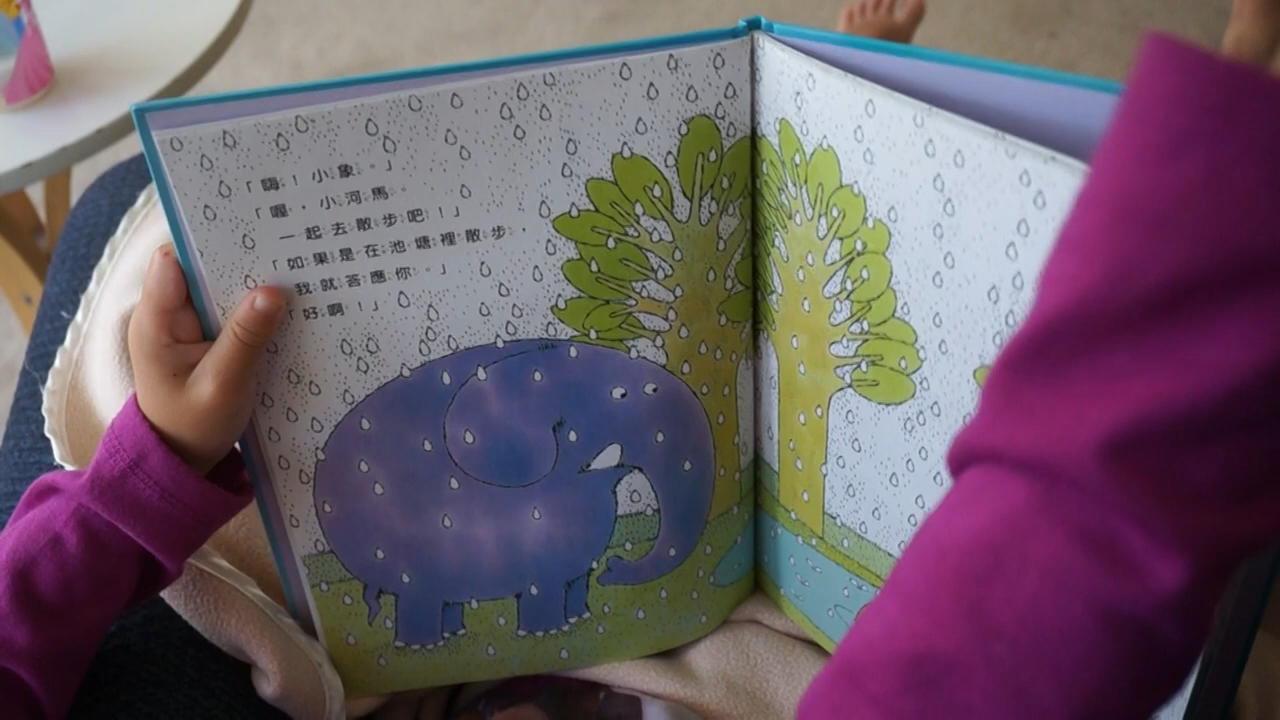 「嗨！小象。」
「喔，小河馬。
一起去散步吧！」
「如果是在池塘裡散步，
我就答應你。」
「好啊！」